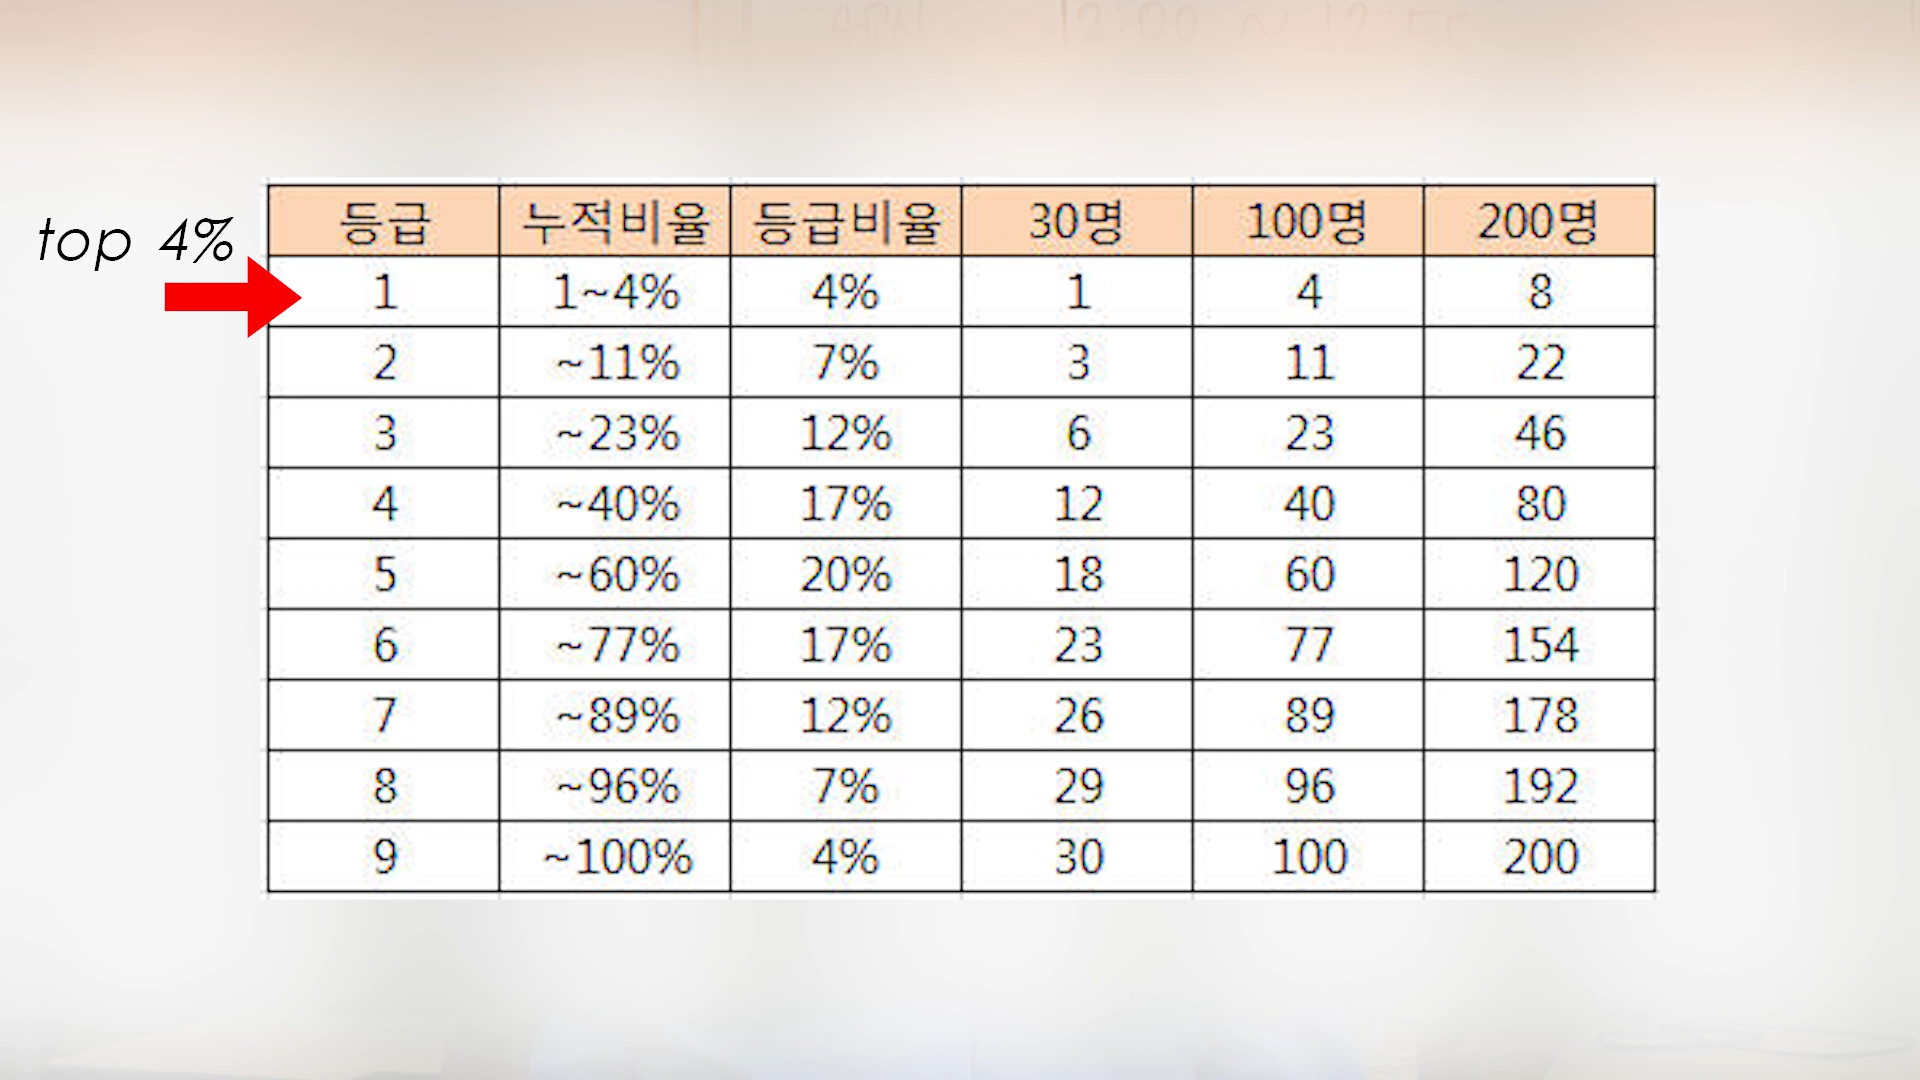 top 4%
등급 누적비율 등급비율 30명 100명 200명
1 1~4% 4% 1 4 8
2 ~11% 7% 3 11 22
3 ~23% 12% 6 23 46
4 ~40% 17% 12 40 80
5 ~60% 20% 18 60 120
6 ~77% 17% 23 77 154
7 ~89% 12% 26 89 178
8 ~96% 7% 29 96 192
9 ~100% 4% 30 100 200